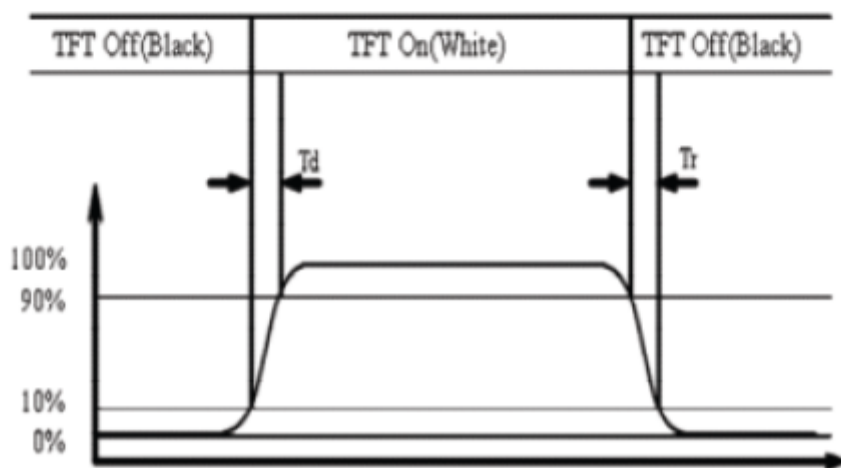 TFT Off(Black) TFT On(White) TFT Off(Black)
Td Tr
100%
90%
10%
0%